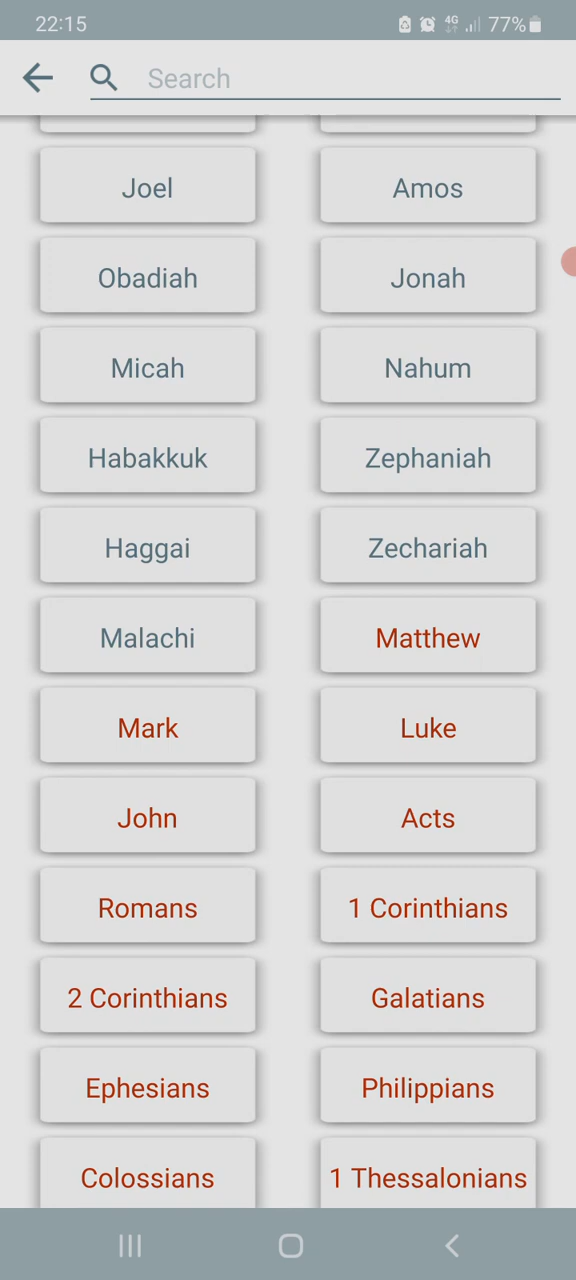 22:15 4G 77%
Search
Joel Amos
Obadiah Jonah
Micah Nahum
Habakkuk Zephaniah
Haggai Zechariah
Malachi Matthew
Mark Luke
John Acts
Romans 1 Corinthians
2 Corinthians Galatians
Ephesians Philippians
Colossians 1 Thessalonians